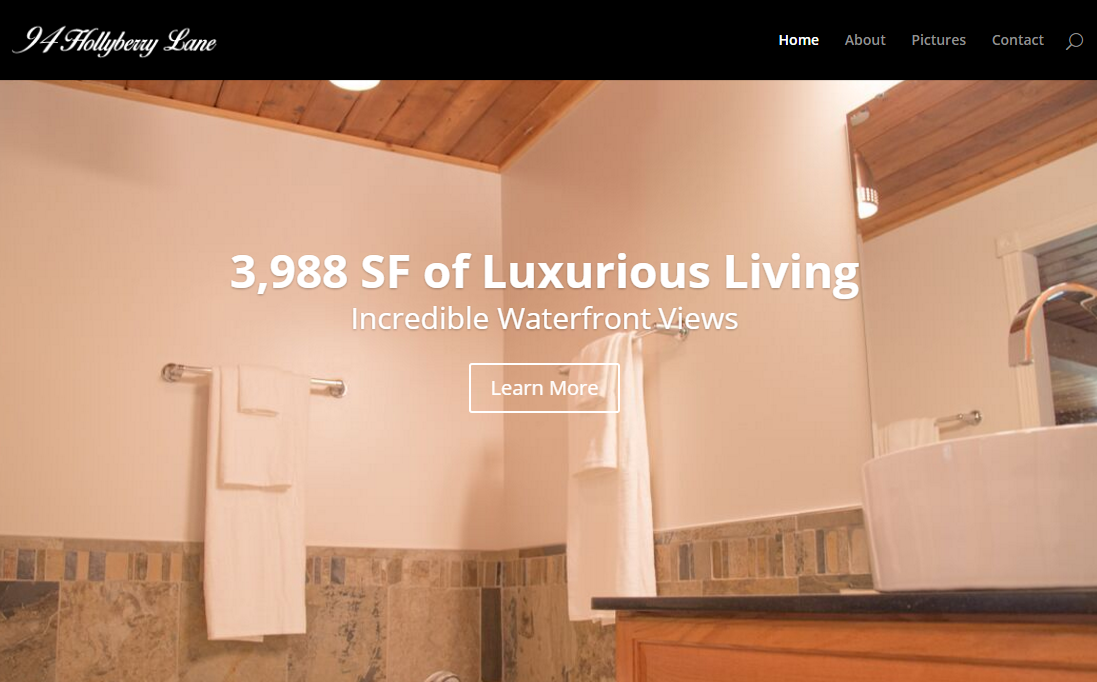 94 Hollyberry Lane
Home About Pictures Contact
3,988 SF of Luxurious Living
Incredible Waterfront Views
Learn More